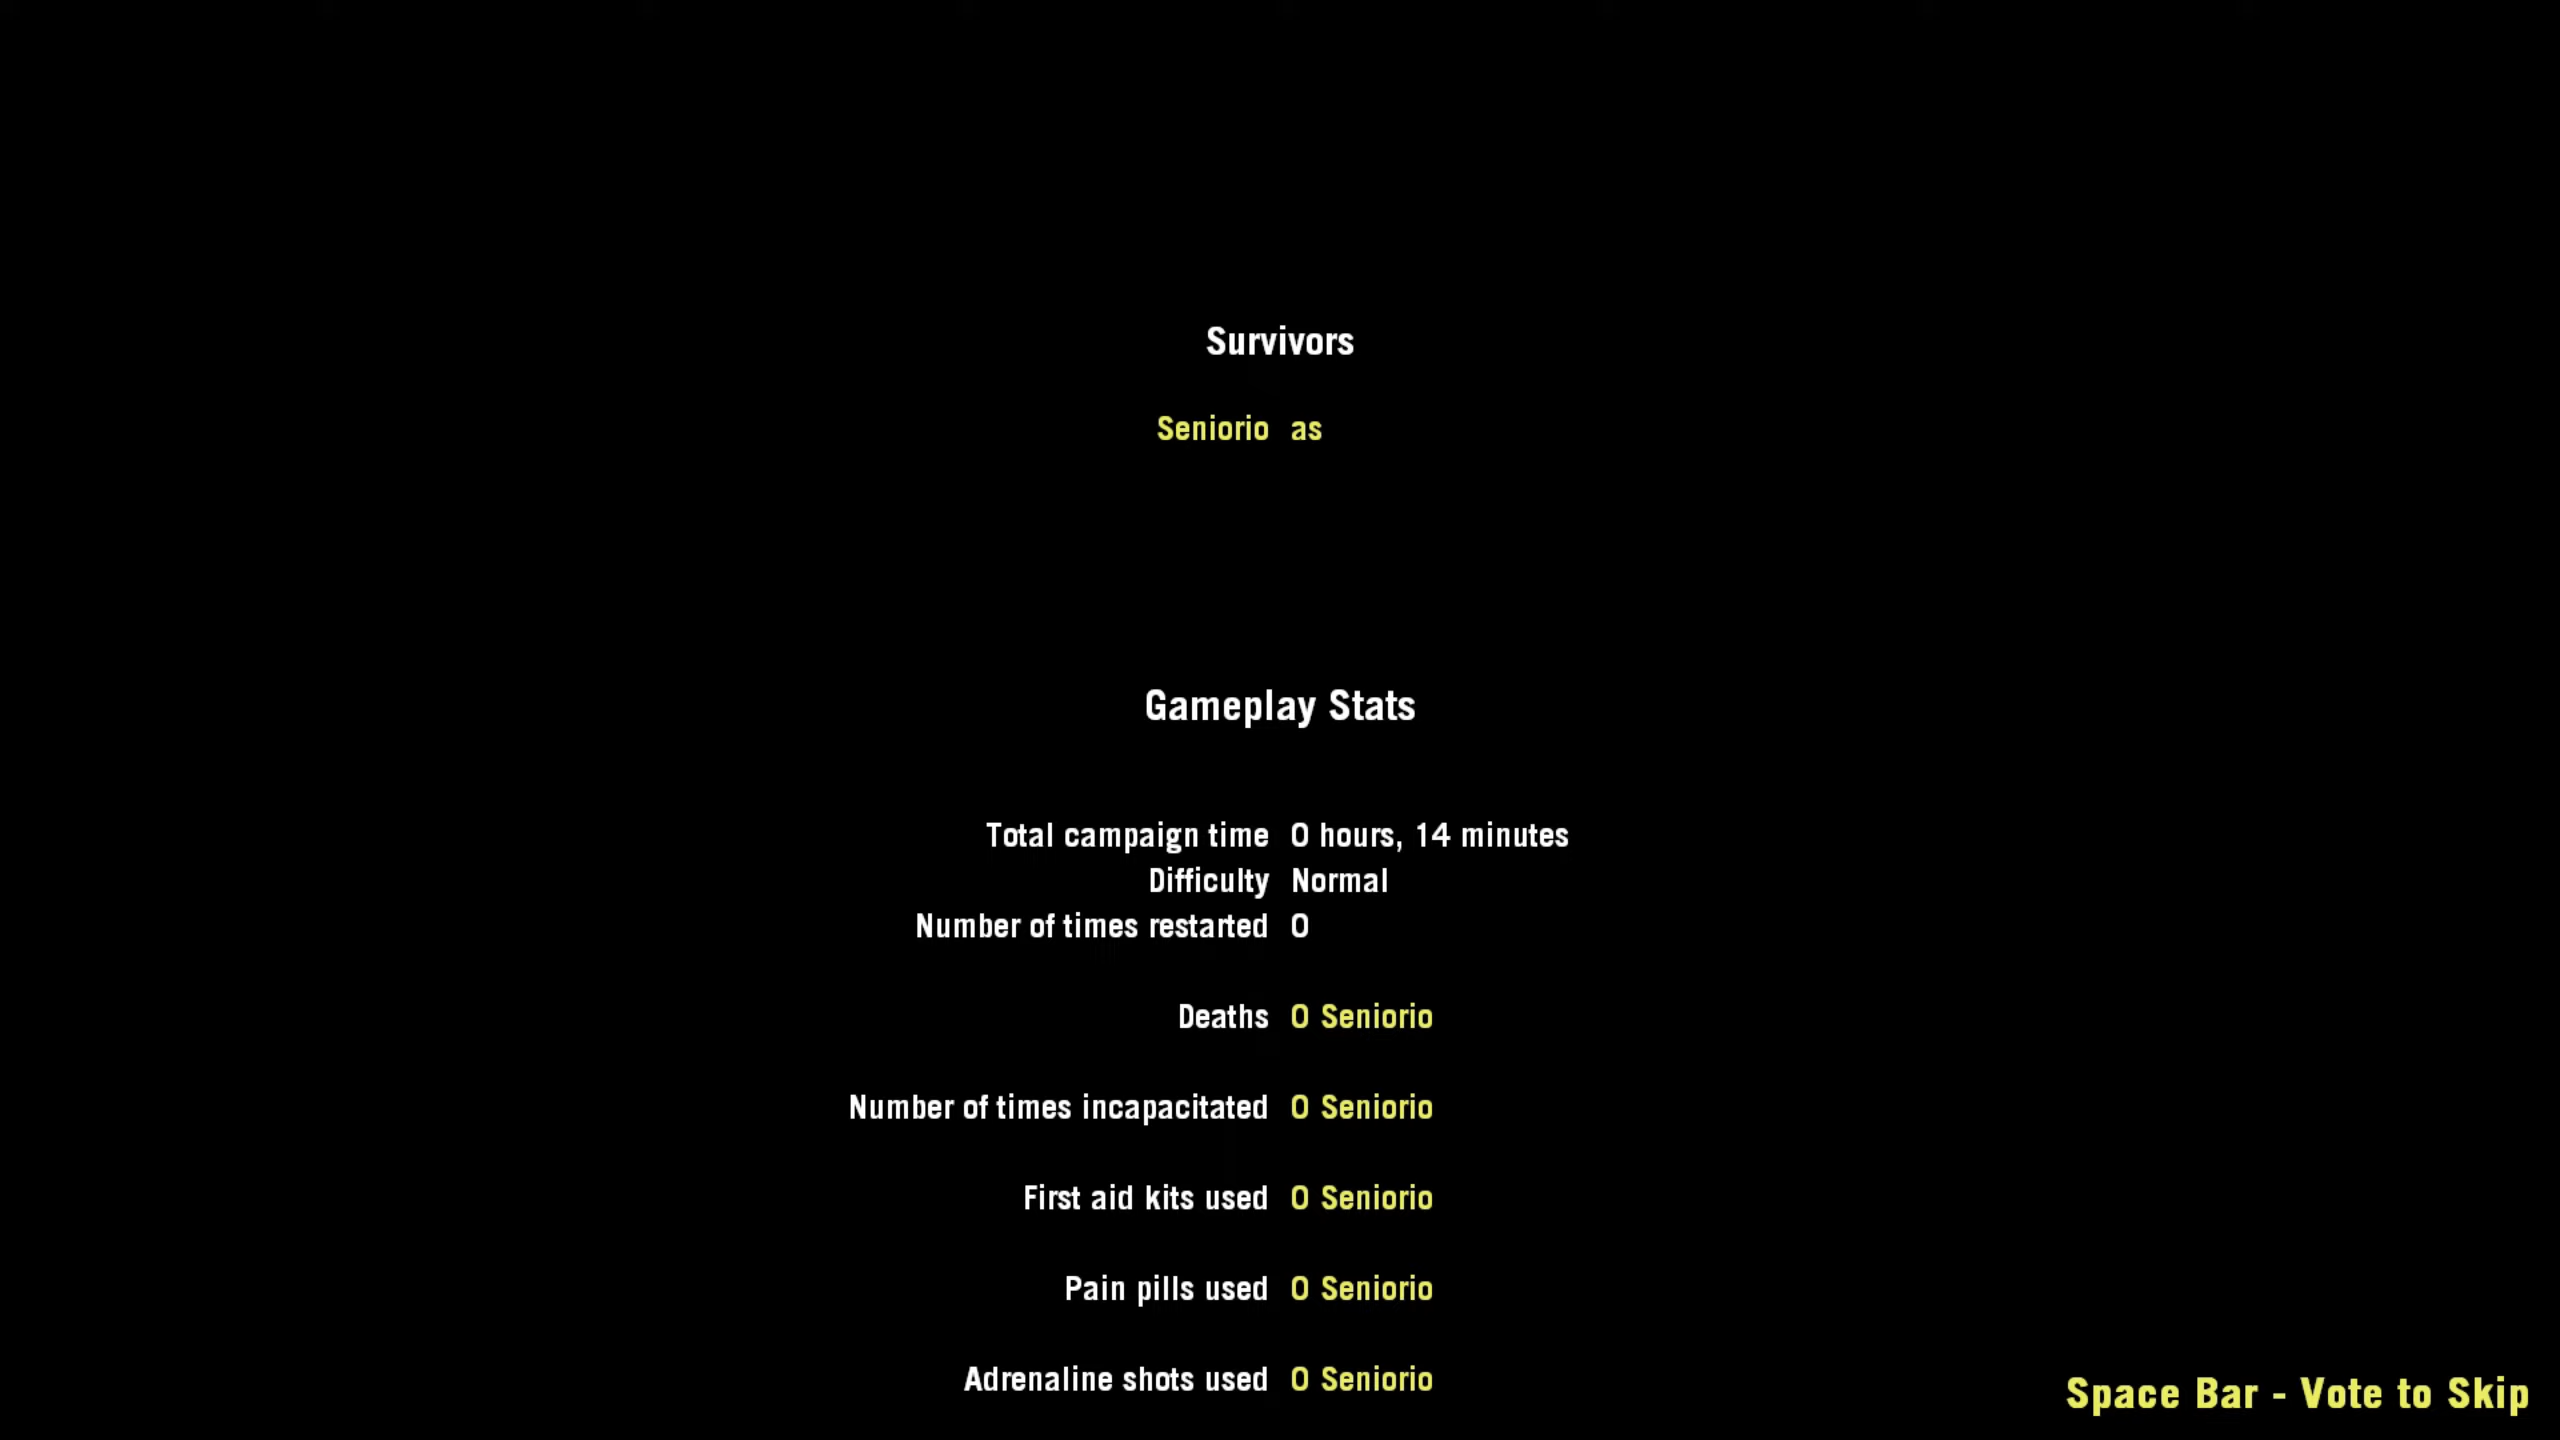 Survivors
Seniorio as
Gameplay Stats
Total campaign time 0 hours, 14 minutes
Difficulty Normal
Number of times restarted 0
Deaths 0 Seniorio
Number of times incapacitated 0 Seniorio
First aid kits used 0 Seniorio
Pain pills used 0 Seniorio
Adrenaline shots used 0 Seniorio
Space Bar - Vote to Skip